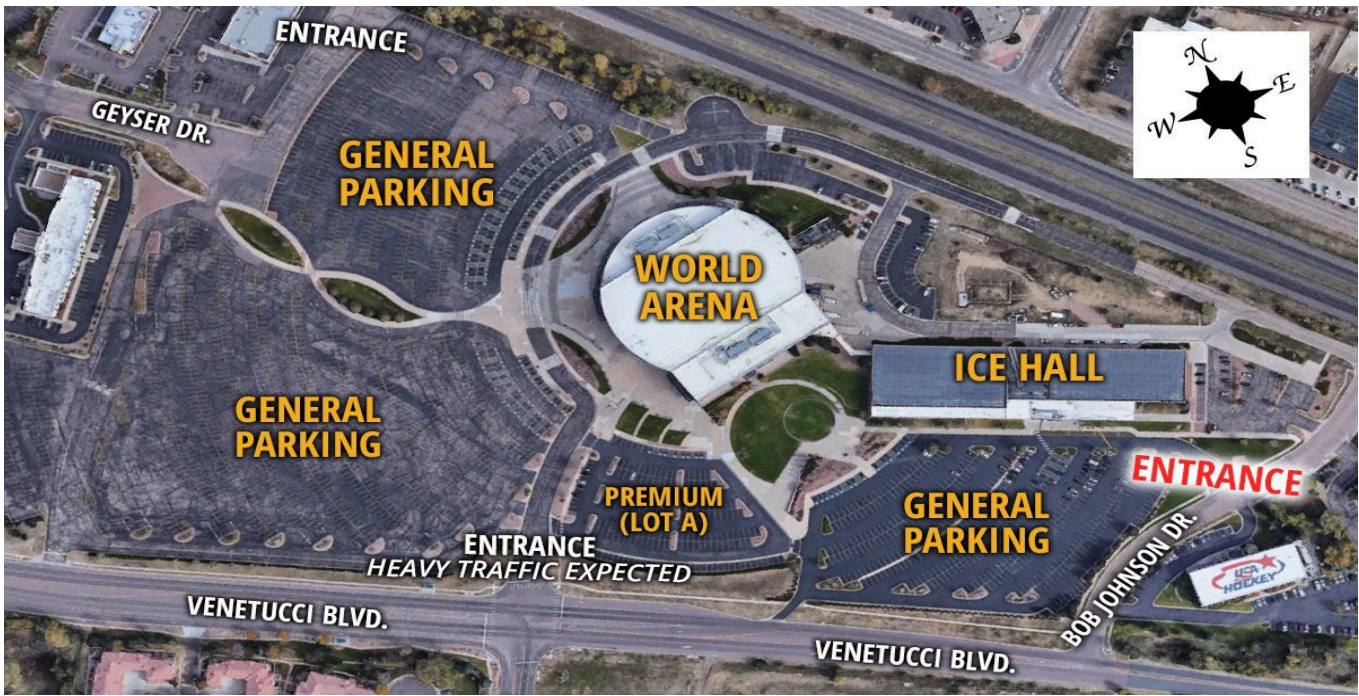 ENTRANCE
N
E
W
S
GEYSER DR.
GENERAL
PARKING
WORLD
ARENA
ICE HALL
GENERAL
PARKING
ENTRANCE
PREMIUM
(LOT A)
GENERAL
PARKING
ENTRANCE
HEAVY TRAFFIC EXPECTED
BOB JOHNSON DR.
USA
HOCKEY
VENETUCCI BLVD.
VENETUCCI BLVD.